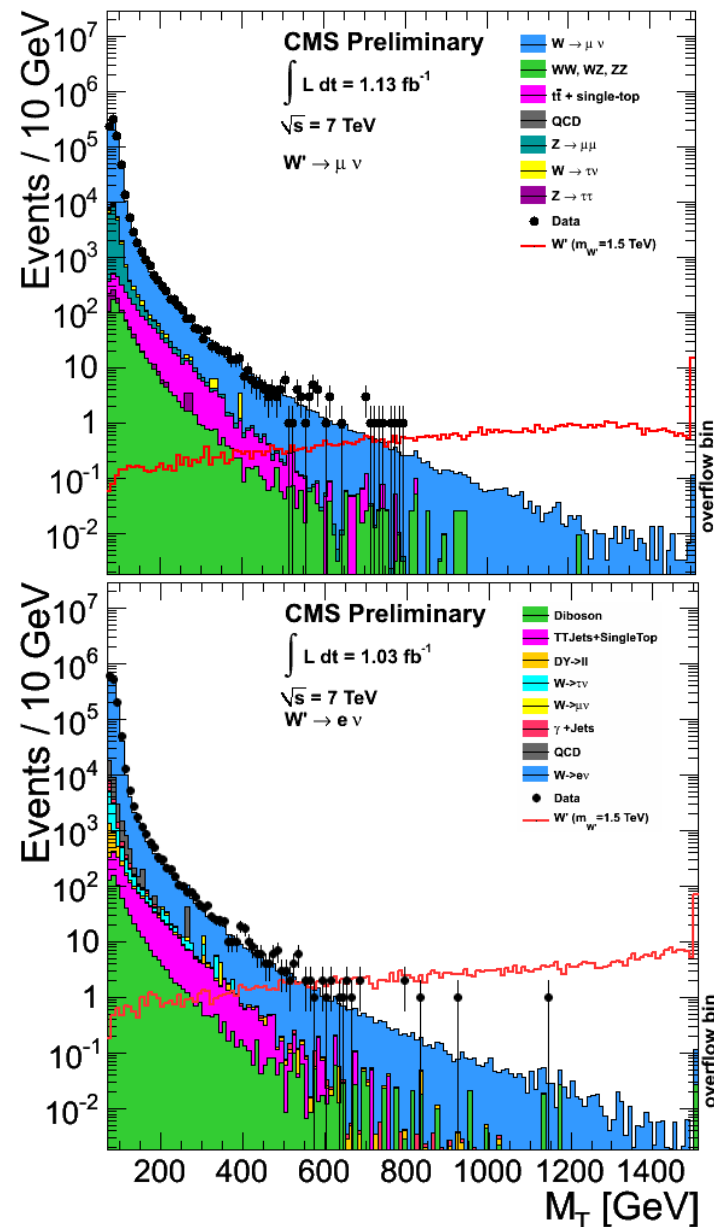 CMS Preliminary
∫ L dt = 1.13 fb⁻¹
√s = 7 TeV
W' → μ ν
W → μ ν
WW, WZ, ZZ
tt̄ + single-top
QCD
Z → μμ
W → τν
Z → ττ
Data
W' (m_W'=1.5 TeV)
Events / 10 GeV
10⁷
10⁶
10⁵
10⁴
10³
10²
10
1
10⁻¹
10⁻²
overflow bin
CMS Preliminary
∫ L dt = 1.03 fb⁻¹
√s = 7 TeV
W' → e ν
Diboson
TTJets+SingleTop
DY->ll
W->τν
W->μν
γ +Jets
QCD
W->eν
Data
W' (m_W'=1.5 TeV)
Events / 10 GeV
10⁷
10⁶
10⁵
10⁴
10³
10²
10
1
10⁻¹
10⁻²
overflow bin
200 400 600 800 1000 1200 1400
M_T [GeV]